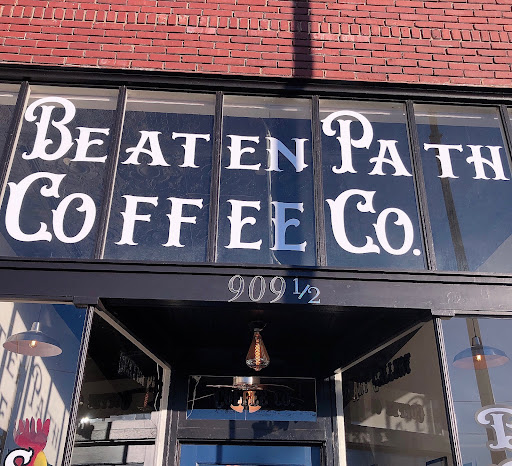 BEATEN PATH
COFFEE CO.
909 1/2